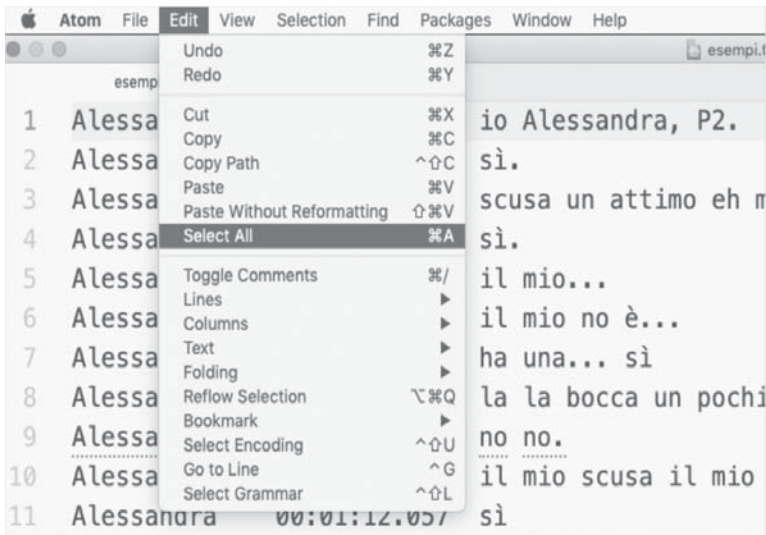 Atom File Edit View Selection Find Packages Window Help
esempi.t
esemp
Undo ⌘Z
Redo ⌘Y
Cut ⌘X
Copy ⌘C
Copy Path ^⇧C
Paste ⌘V
Paste Without Reformatting ⇧⌘V
Select All ⌘A
Toggle Comments ⌘/
Lines ▶
Columns ▶
Text ▶
Folding ▶
Reflow Selection ⌥⌘Q
Bookmark ▶
Select Encoding ^⇧U
Go to Line ^G
Select Grammar ^⇧L
1 Alessa io Alessandra, P2.
2 Alessa sì.
3 Alessa scusa un attimo eh m
4 Alessa sì.
5 Alessa il mio...
6 Alessa il mio no è...
7 Alessa ha una... sì
8 Alessa la la bocca un pochi
9 Alessa no no.
10 Alessa il mio scusa il mio
11 Alessandra 00:01:12.057 sì